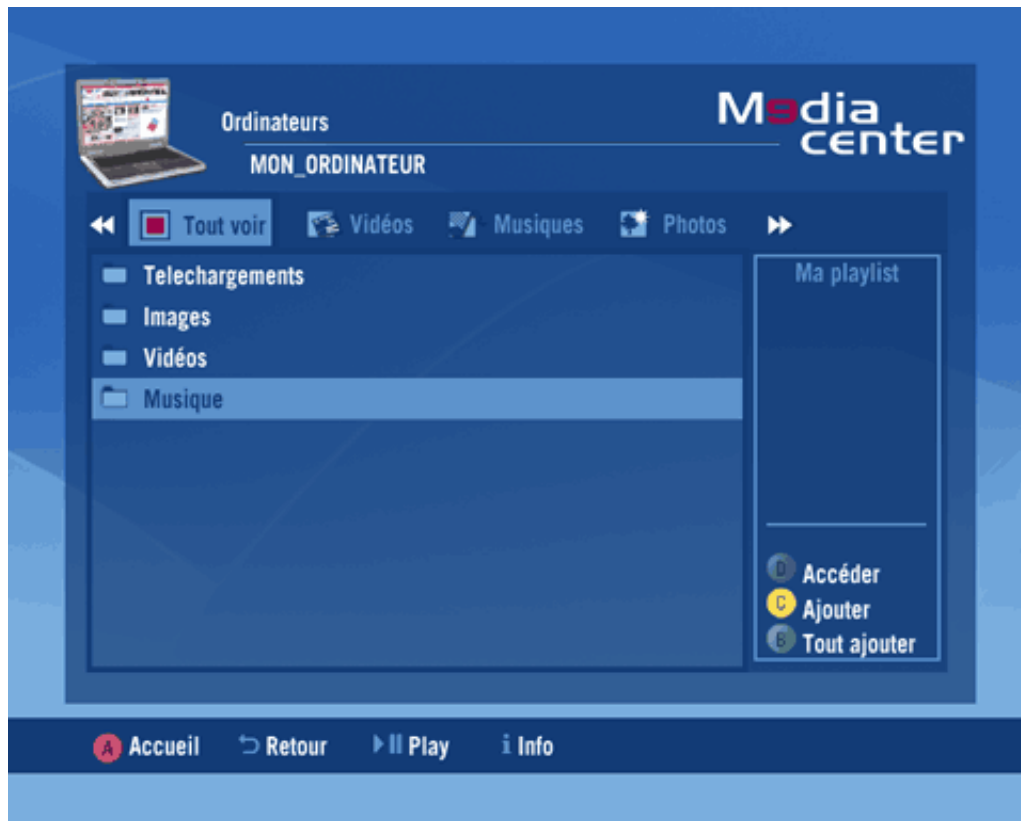 Ordinateurs
MON_ORDINATEUR
M9dia
center
Tout voir Vidéos Musiques Photos
Telechargements
Images
Vidéos
Musique
Ma playlist
D Accéder
C Ajouter
B Tout ajouter
A Accueil Retour Play i Info